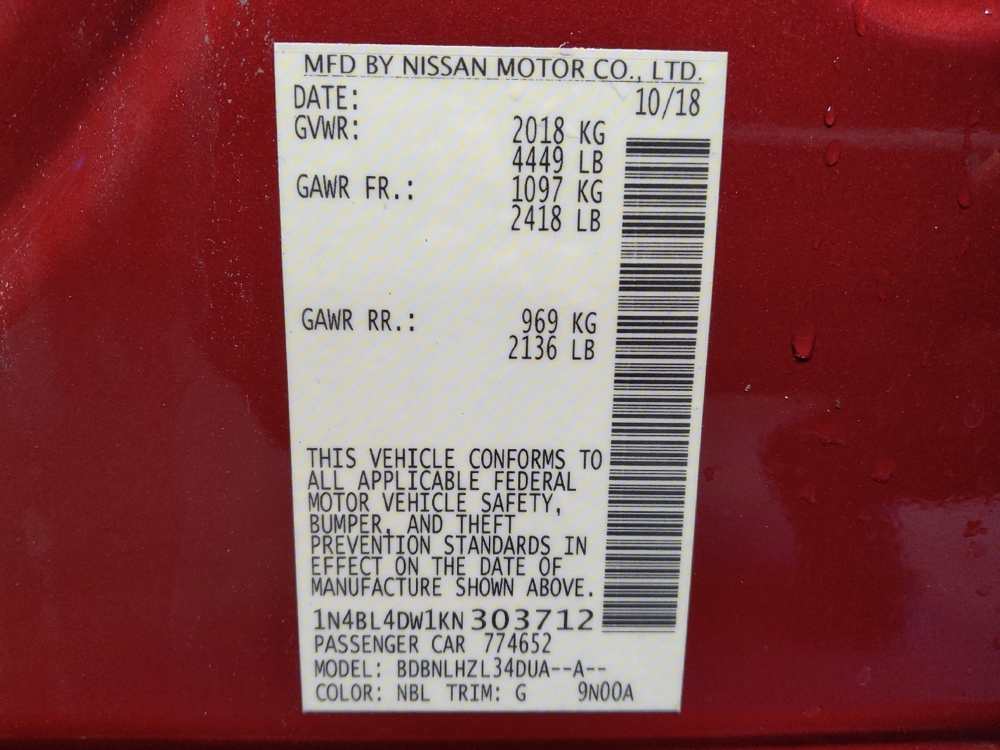 MFD BY NISSAN MOTOR CO., LTD.
DATE: 10/18
GVWR: 2018 KG
4449 LB
GAWR FR.: 1097 KG
2418 LB
GAWR RR.: 969 KG
2136 LB
THIS VEHICLE CONFORMS TO
ALL APPLICABLE FEDERAL
MOTOR VEHICLE SAFETY,
BUMPER, AND THEFT
PREVENTION STANDARDS IN
EFFECT ON THE DATE OF
MANUFACTURE SHOWN ABOVE.
1N4BL4DW1KN303712
PASSENGER CAR 774652
MODEL: BDBNLHZL34DUA--A--
COLOR: NBL TRIM: G 9N00A